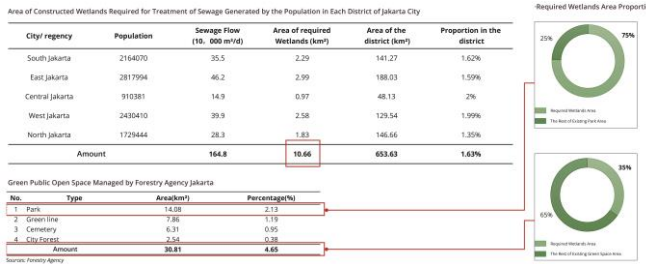 Area of Constructed Wetlands Required for Treatment of Sewage Generated by the Population in Each District of Jakarta City
-Required Wetlands Area Proporti
City/ regency Population Sewage Flow (10，000 m³/d) Area of required Wetlands (km²) Area of the district (km²) Proportion in the district
South Jakarta 2164070 35.5 2.29 141.27 1.62%
East Jakarta 2817994 46.2 2.99 188.03 1.59%
Central Jakarta 910381 14.9 0.97 48.13 2%
West Jakarta 2430410 39.9 2.58 129.54 1.99%
North Jakarta 1729444 28.3 1.83 146.66 1.35%
Amount 164.8 10.66 653.63 1.63%
25% 75%
Required Wetlands Area
The Rest of Existing Park Area
Green Public Open Space Managed by Forestry Agency Jakarta
No. Type Area(km²) Percentage(%)
1 Park 14.08 2.13
2 Green line 7.86 1.19
3 Cemetery 6.31 0.95
4 City Forest 2.54 0.38
Amount 30.81 4.65
Sources: Forestry Agency
35%
65%
Required Wetlands Area
The Rest of Existing Green Space Area